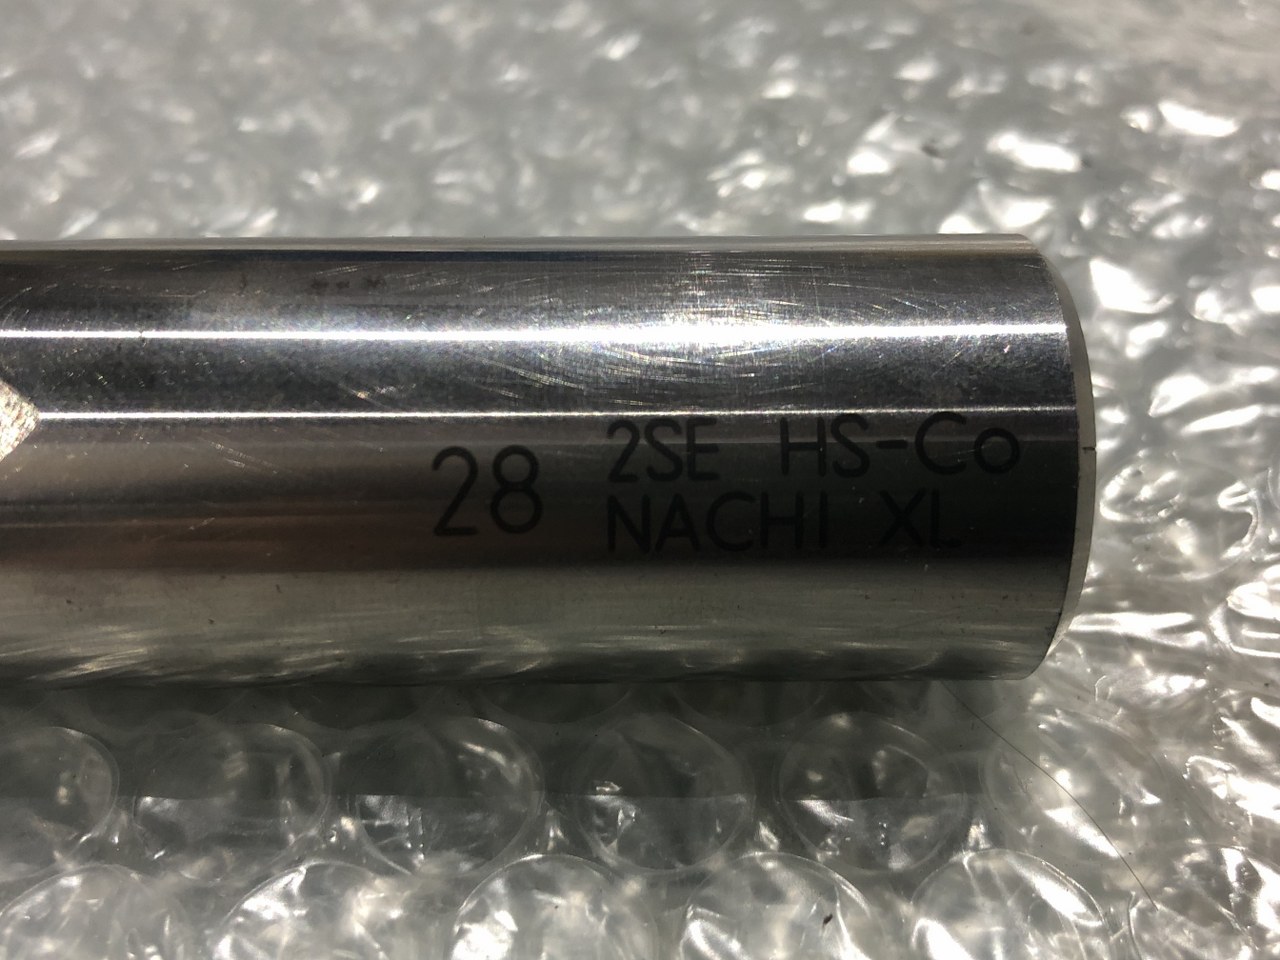 28
2SE HS-Co
NACHI XL